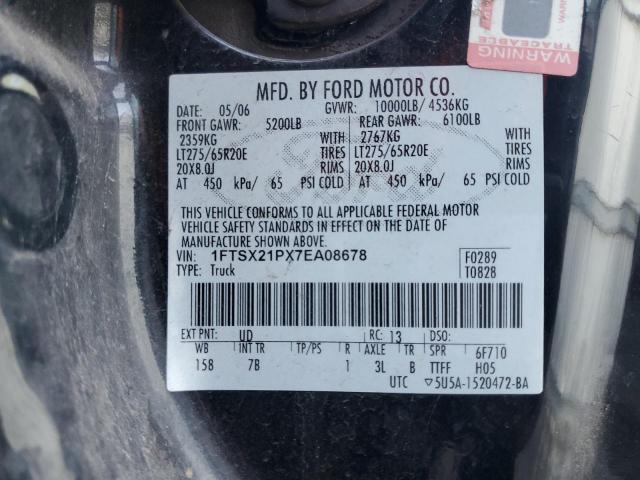 WARNING
TRACEABLE
MFD. BY FORD MOTOR CO.
DATE: 05/06 GVWR: 10000LB/ 4536KG
FRONT GAWR: 5200LB REAR GAWR: 6100LB
2359KG WITH 2767KG WITH
LT275/65R20E TIRES LT275/65R20E TIRES
20X8.0J RIMS 20X8.0J RIMS
AT 450 kPa/ 65 PSI COLD AT 450 kPa/ 65 PSI COLD
THIS VEHICLE CONFORMS TO ALL APPLICABLE FEDERAL MOTOR
VEHICLE SAFETY STANDARDS IN EFFECT ON THE DATE OF
MANUFACTURE SHOWN ABOVE.
VIN: 1FTSX21PX7EA08678 F0289
TYPE: Truck T0828
EXT PNT: UD RC: 13 DSO:
WB INT TR TP/PS R AXLE TR SPR 6F710
158 7B 1 3L B TTFF H05
UTC ▽5U5A-1520472-BA